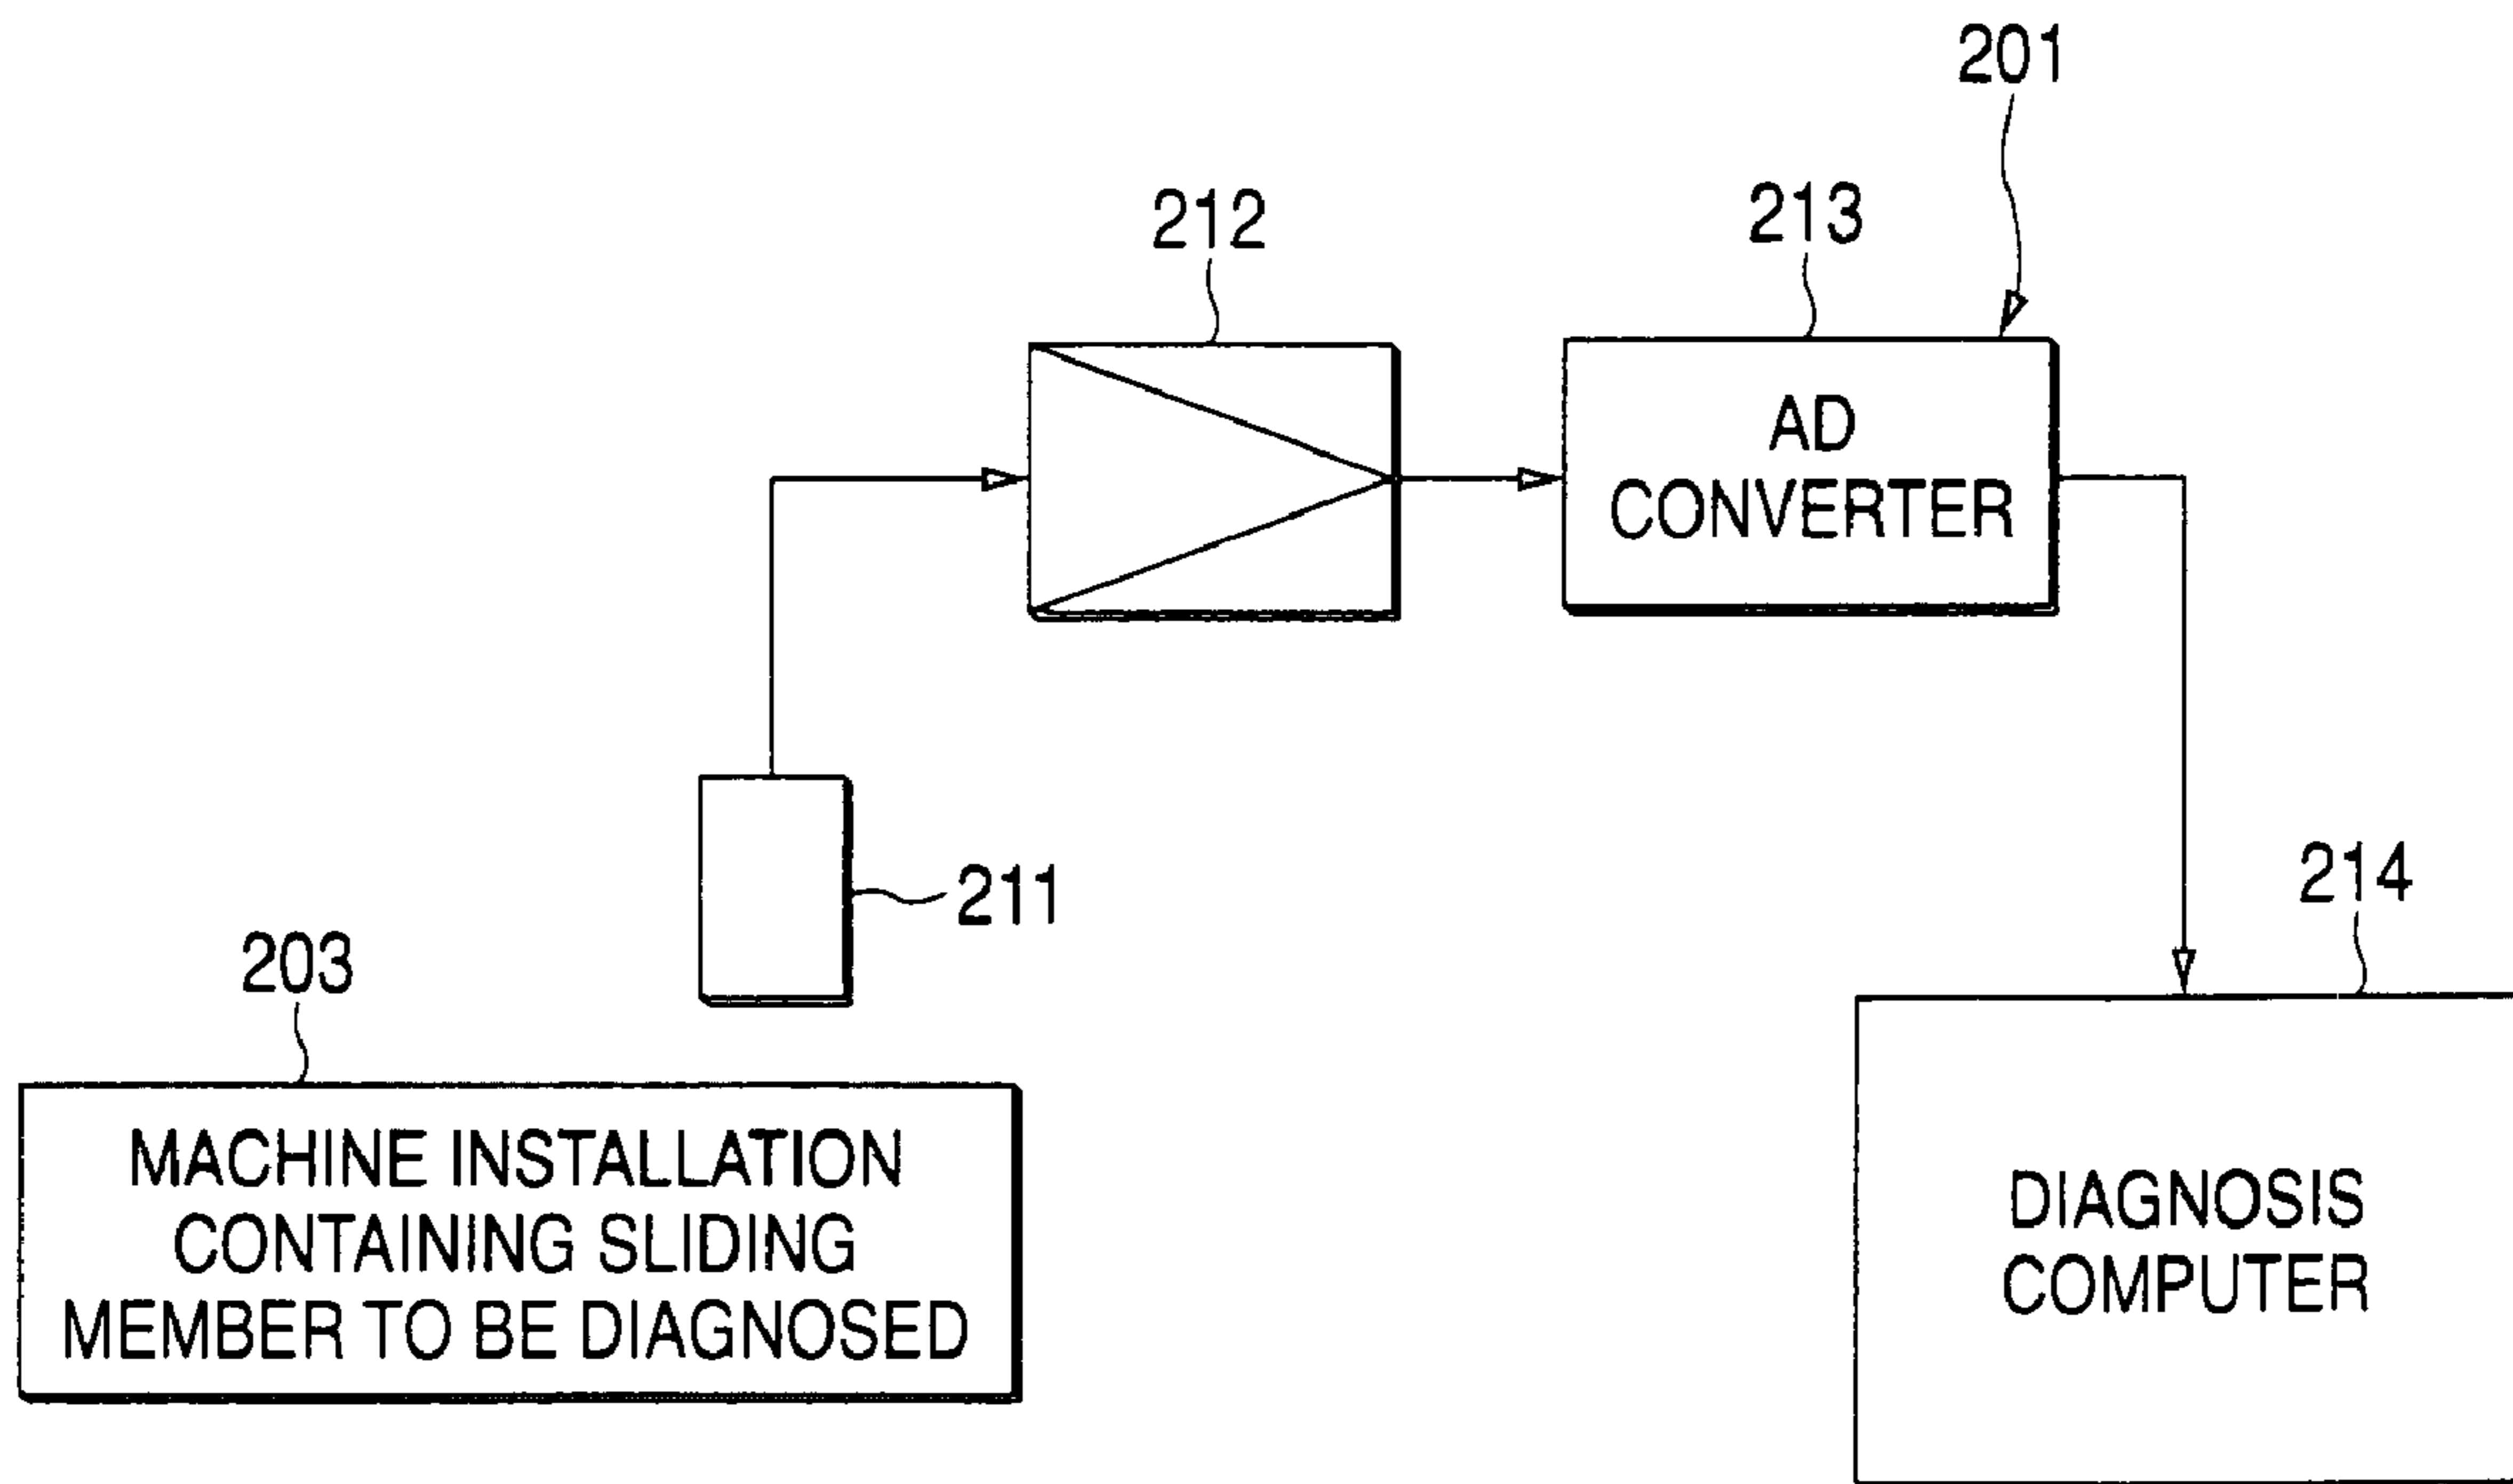 201
212
213
AD
CONVERTER
211
214
203
MACHINE INSTALLATION
CONTAINING SLIDING
MEMBER TO BE DIAGNOSED
DIAGNOSIS
COMPUTER